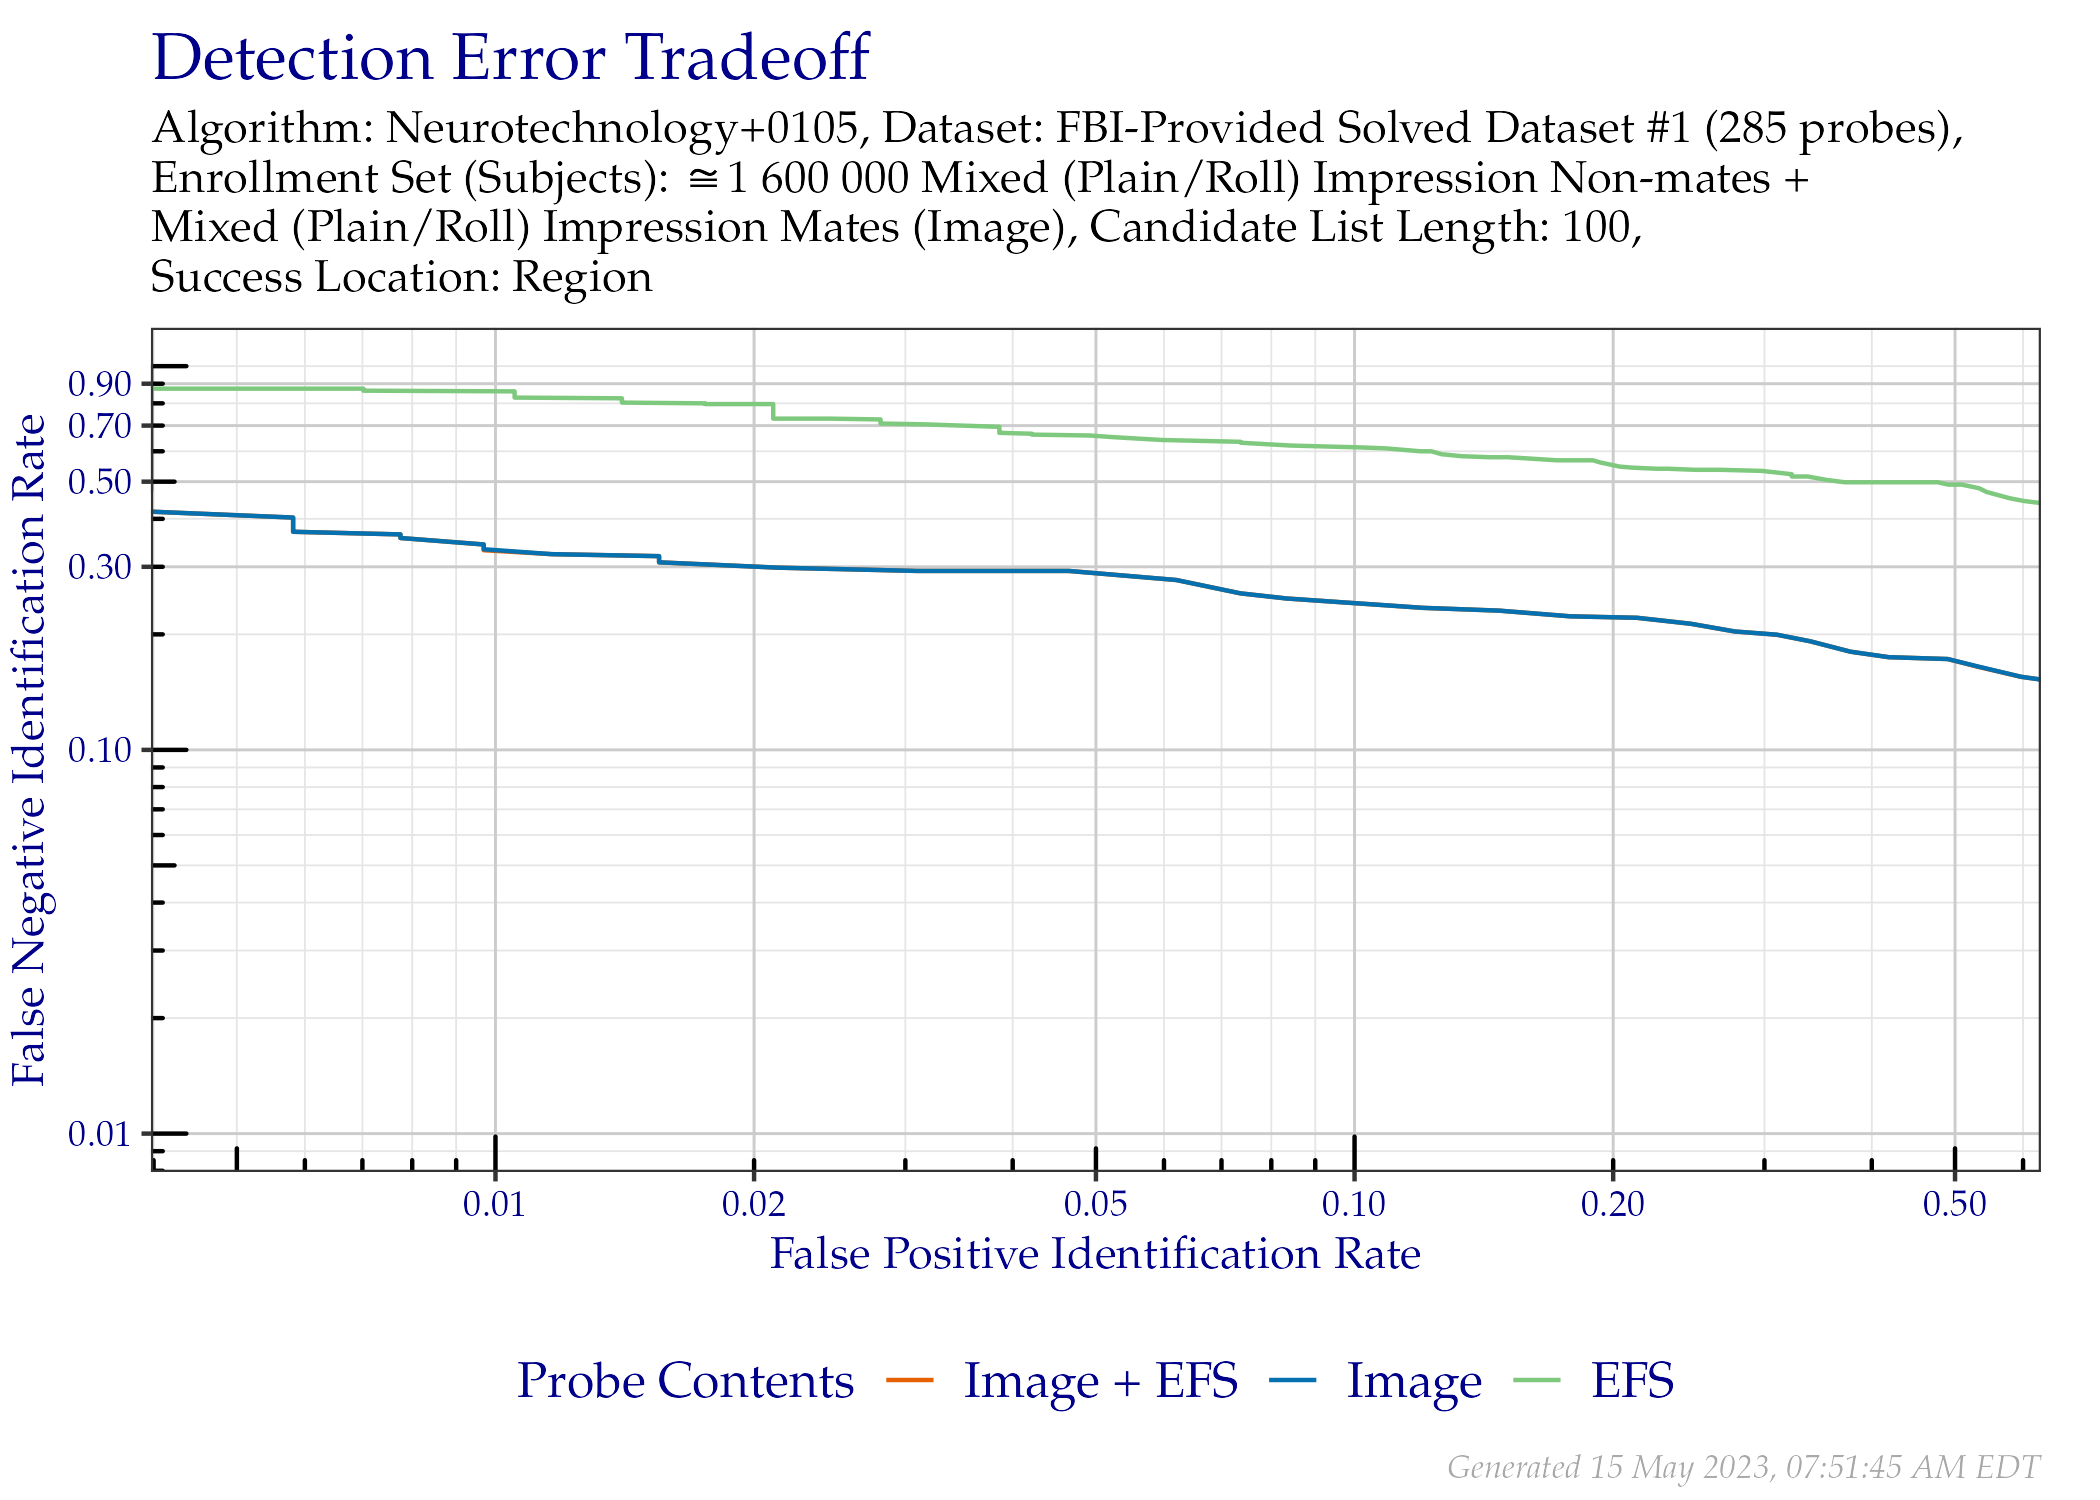 Detection Error Tradeoff
Algorithm: Neurotechnology+0105, Dataset: FBI-Provided Solved Dataset #1 (285 probes),
Enrollment Set (Subjects): ≅ 1 600 000 Mixed (Plain/Roll) Impression Non-mates +
Mixed (Plain/Roll) Impression Mates (Image), Candidate List Length: 100,
Success Location: Region
False Negative Identification Rate
0.90
0.70
0.50
0.30
0.10
0.01
0.01 0.02 0.05 0.10 0.20 0.50
False Positive Identification Rate
Probe Contents Image + EFS Image EFS
Generated 15 May 2023, 07:51:45 AM EDT